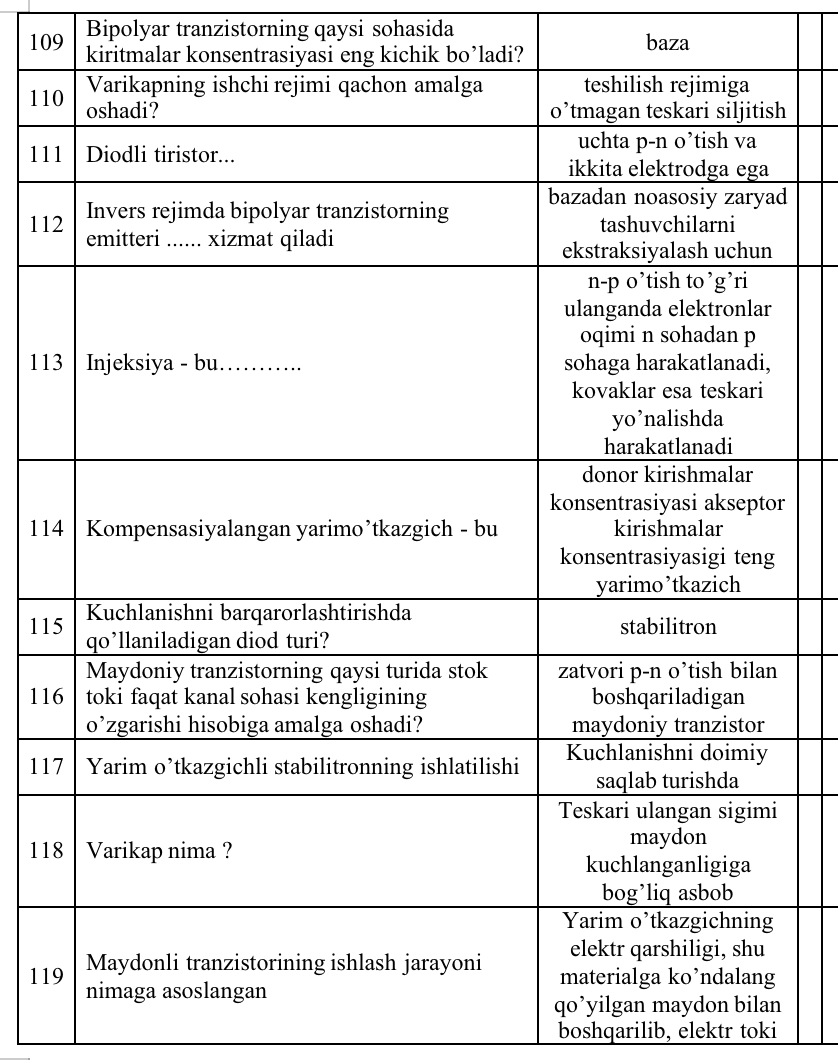 109
Bipolyar tranzistorning qaysi sohasida
kiritmalar konsentrasiyasi eng kichik bo’ladi?
baza
110
Varikapning ishchi rejimi qachon amalga
oshadi?
teshilish rejimiga
o’tmagan teskari siljitish
111
Diodli tiristor...
uchta p-n o’tish va
ikkita elektrodga ega
112
Invers rejimda bipolyar tranzistorning
emitteri ...... xizmat qiladi
bazadan noasosiy zaryad
tashuvchilarni
ekstraksiyalash uchun
113
Injeksiya - bu………..
n-p o’tish to’g’ri
ulanganda elektronlar
oqimi n sohadan p
sohaga harakatlanadi,
kovaklar esa teskari
yo’nalishda
harakatlanadi
114
Kompensasiyalangan yarimo’tkazgich - bu
donor kirishmalar
konsentrasiyasi akseptor
kirishmalar
konsentrasiyasigi teng
yarimo’tkazich
115
Kuchlanishni barqarorlashtirishda
qo’llaniladigan diod turi?
stabilitron
116
Maydoniy tranzistorning qaysi turida stok
toki faqat kanal sohasi kengligining
o’zgarishi hisobiga amalga oshadi?
zatvori p-n o’tish bilan
boshqariladigan
maydoniy tranzistor
117
Yarim o’tkazgichli stabilitronning ishlatilishi
Kuchlanishni doimiy
saqlab turishda
118
Varikap nima ?
Teskari ulangan sigimi
maydon
kuchlanganligiga
bog’liq asbob
119
Maydonli tranzistorining ishlash jarayoni
nimaga asoslangan
Yarim o’tkazgichning
elektr qarshiligi, shu
materialga ko’ndalang
qo’yilgan maydon bilan
boshqarilib, elektr toki